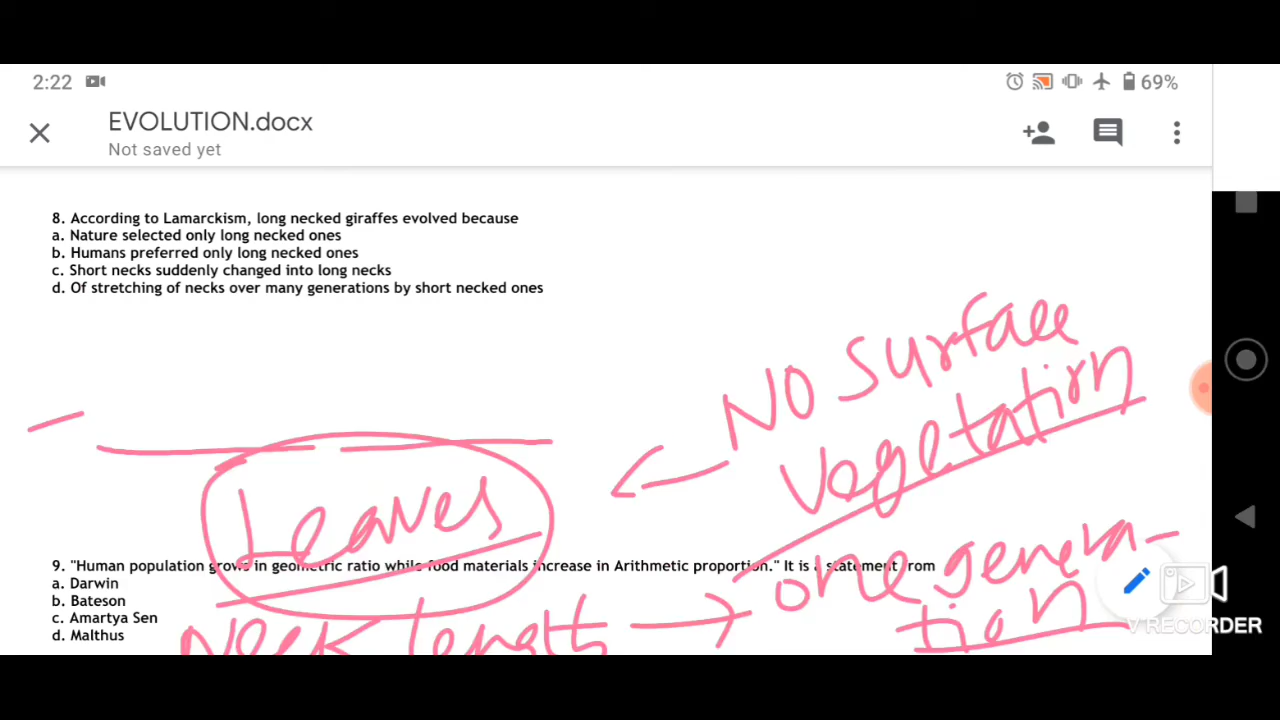 2:22
69%
EVOLUTION.docx
Not saved yet
8. According to Lamarckism, long necked giraffes evolved because
a. Nature selected only long necked ones
b. Humans preferred only long necked ones
c. Short necks suddenly changed into long necks
d. Of stretching of necks over many generations by short necked ones
NO Surface
Vegetation
Leaves
9. "Human population grows in geometric ratio while food materials increase in Arithmetic proportion." It is a statement from
a. Darwin
b. Bateson
c. Amartya Sen
d. Malthus
Neck length
one genera-
tion
V RECORDER